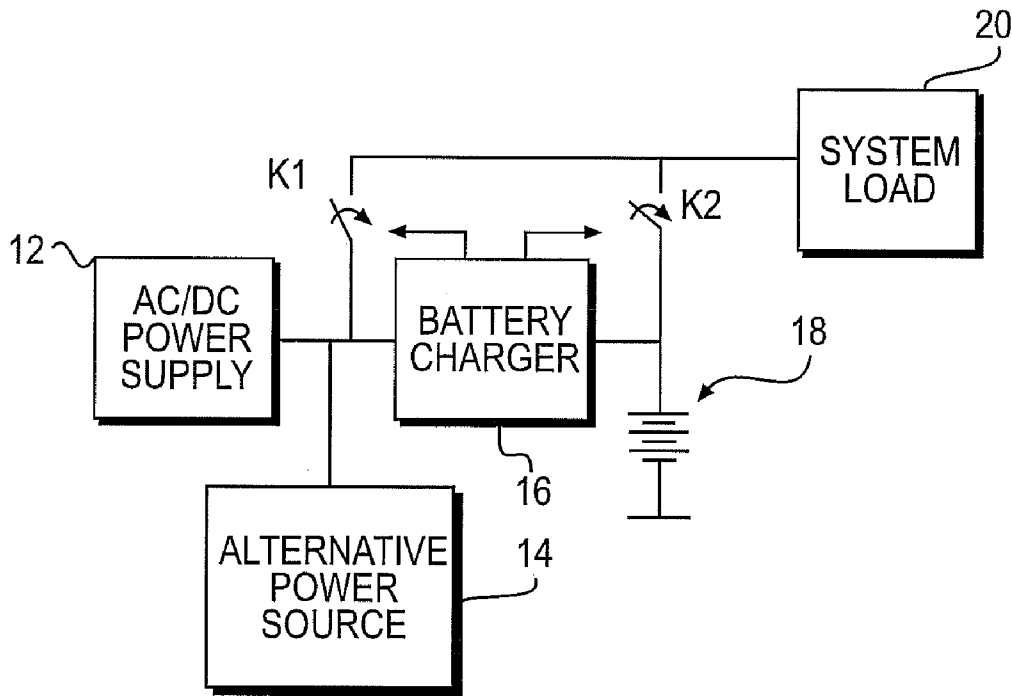 20
SYSTEM
LOAD
K1
K2
12
AC/DC
POWER
SUPPLY
BATTERY
CHARGER
18
16
ALTERNATIVE
POWER
SOURCE
14